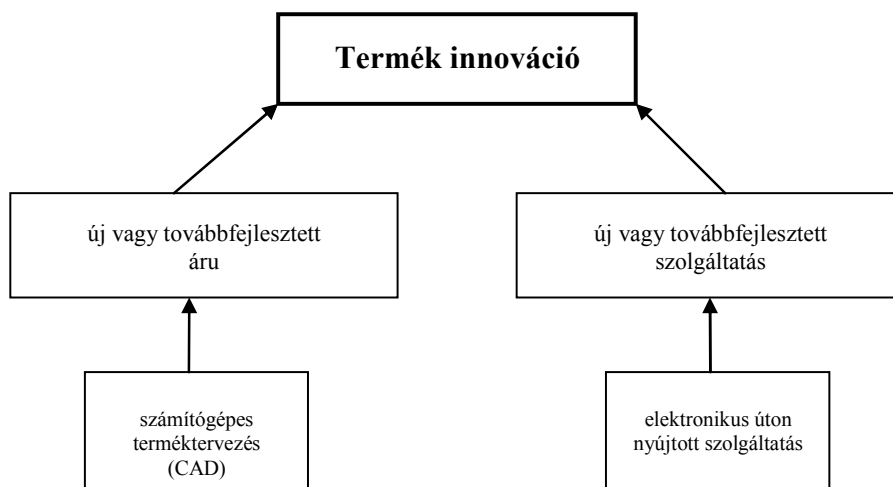 Termék innováció
új vagy továbbfejlesztett
áru
új vagy továbbfejlesztett
szolgáltatás
számítógépes
terméktervezés
(CAD)
elektronikus úton
nyújtott szolgáltatás